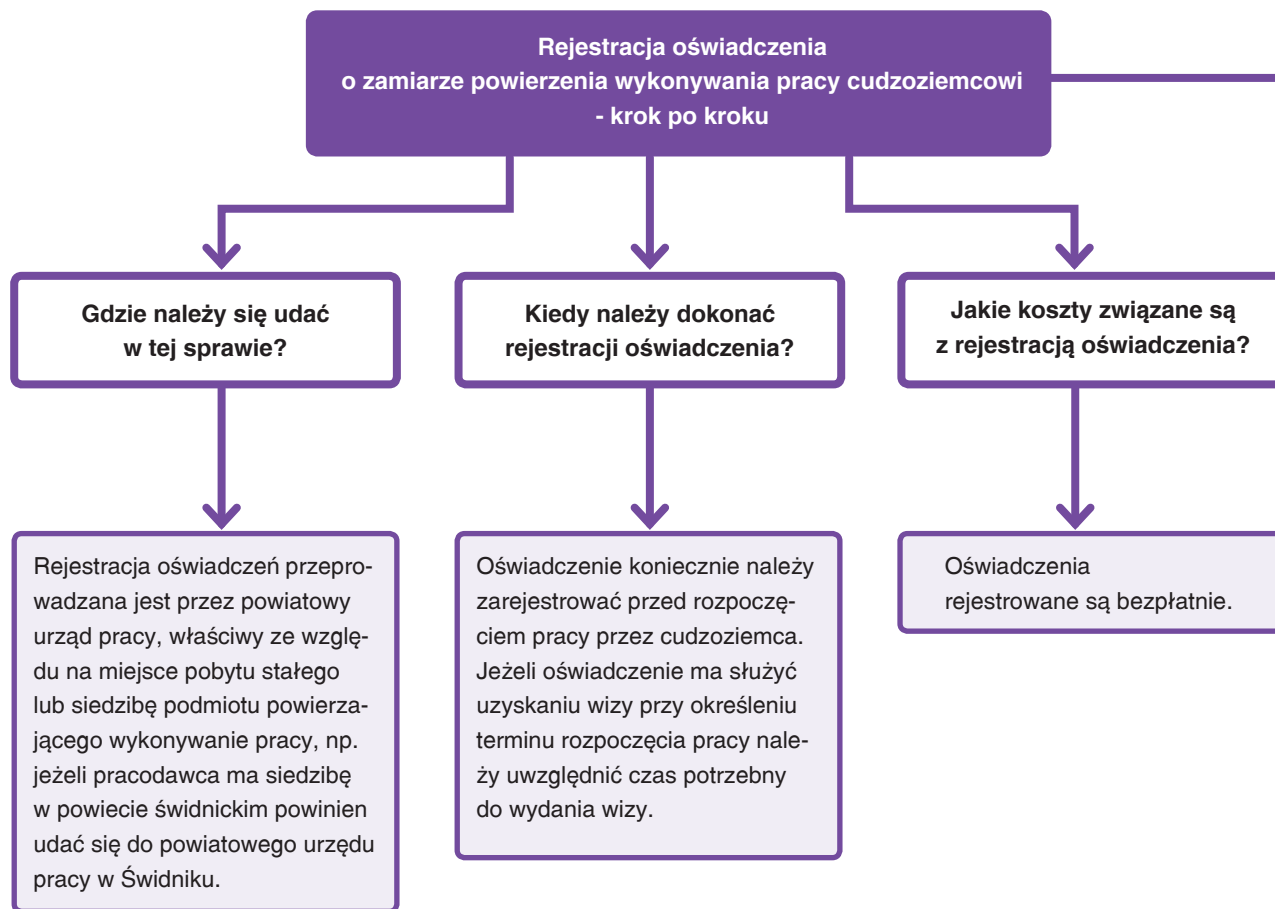 Rejestracja oświadczenia
o zamiarze powierzenia wykonywania pracy cudzoziemcowi
- krok po kroku
Gdzie należy się udać
w tej sprawie?
Kiedy należy dokonać
rejestracji oświadczenia?
Jakie koszty związane są
z rejestracją oświadczenia?
Rejestracja oświadczeń przepro-
wadzana jest przez powiatowy
urząd pracy, właściwy ze wzglę-
du na miejsce pobytu stałego
lub siedzibę podmiotu powierza-
jącego wykonywanie pracy, np.
jeżeli pracodawca ma siedzibę
w powiecie świdnickim powinien
udać się do powiatowego urzędu
pracy w Świdniku.
Oświadczenie koniecznie należy
zarejestrować przed rozpoczę-
ciem pracy przez cudzoziemca.
Jeżeli oświadczenie ma służyć
uzyskaniu wizy przy określeniu
terminu rozpoczęcia pracy nale-
ży uwzględnić czas potrzebny
do wydania wizy.
Oświadczenia
rejestrowane są bezpłatnie.